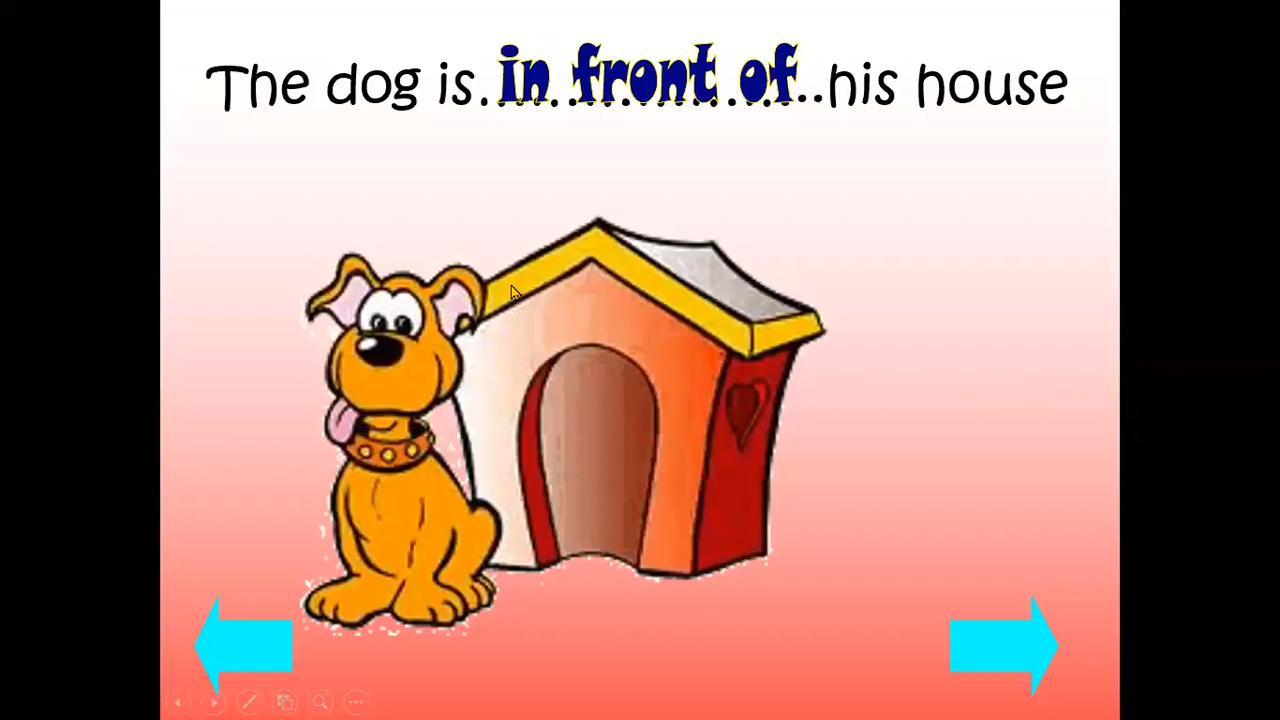 The dog is. in front of ..his house